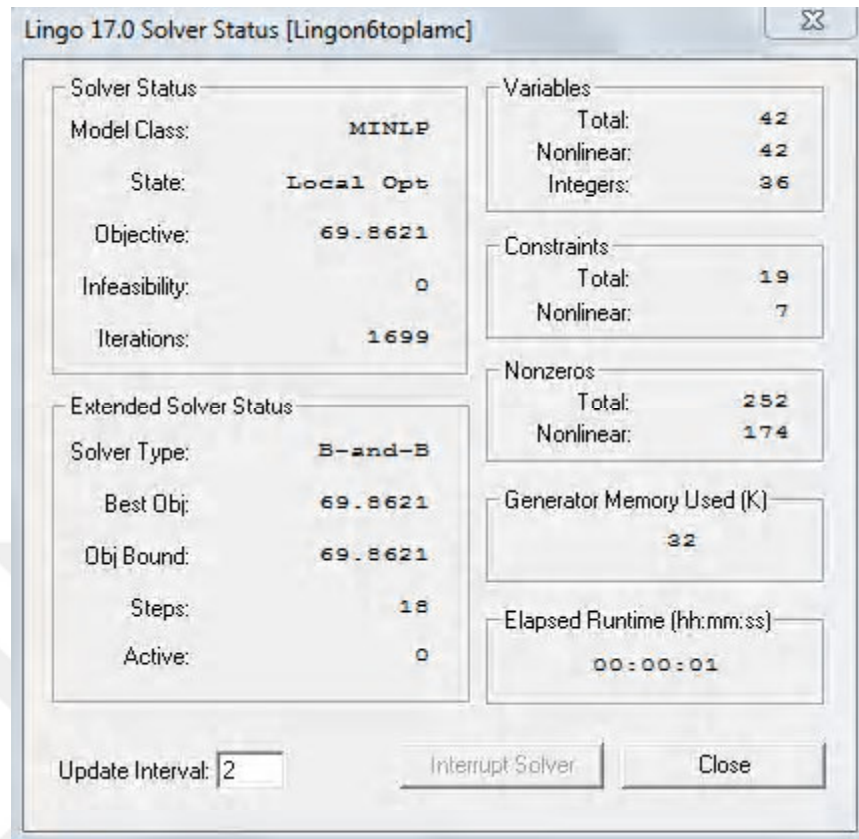 Lingo 17.0 Solver Status [Lingon6toplamc]
Solver Status
Model Class: MINLP
State: Local Opt
Objective: 69.8621
Infeasibility: 0
Iterations: 1699
Extended Solver Status
Solver Type: B-and-B
Best Obj: 69.8621
Obj Bound: 69.8621
Steps: 18
Active: 0
Variables
Total: 42
Nonlinear: 42
Integers: 36
Constraints
Total: 19
Nonlinear: 7
Nonzeros
Total: 252
Nonlinear: 174
Generator Memory Used (K)
32
Elapsed Runtime (hh:mm:ss)
00:00:01
Update Interval: 2
Interrupt Solver
Close